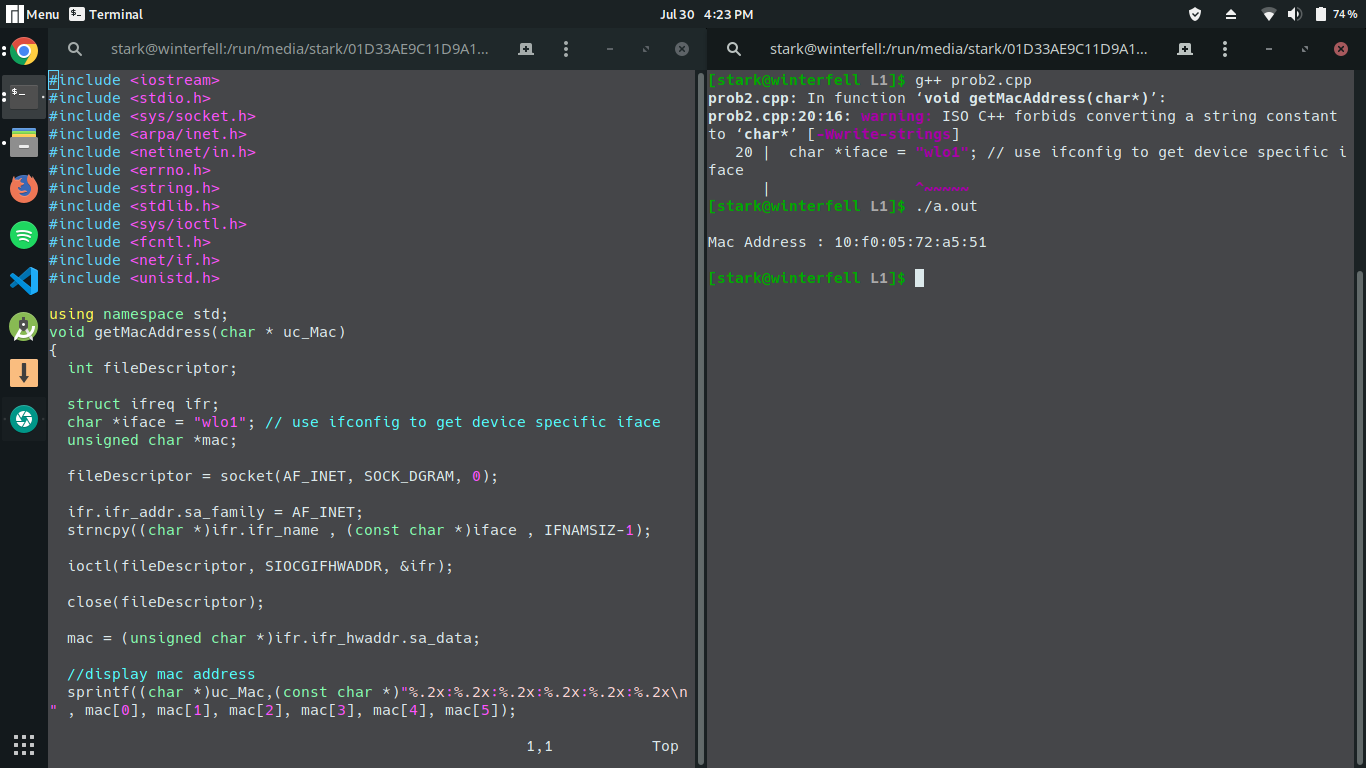 Menu Terminal Jul 30 4:23 PM 74 %
stark@winterfell:/run/media/stark/01D33AE9C11D9A1...
#include <iostream>
#include <stdio.h>
#include <sys/socket.h>
#include <arpa/inet.h>
#include <netinet/in.h>
#include <errno.h>
#include <string.h>
#include <stdlib.h>
#include <sys/ioctl.h>
#include <fcntl.h>
#include <net/if.h>
#include <unistd.h>
using namespace std;
void getMacAddress(char * uc_Mac)
{
int fileDescriptor;
struct ifreq ifr;
char *iface = "wlo1"; // use ifconfig to get device specific iface
unsigned char *mac;
fileDescriptor = socket(AF_INET, SOCK_DGRAM, 0);
ifr.ifr_addr.sa_family = AF_INET;
strncpy((char *)ifr.ifr_name , (const char *)iface , IFNAMSIZ-1);
ioctl(fileDescriptor, SIOCGIFHWADDR, &ifr);
close(fileDescriptor);
mac = (unsigned char *)ifr.ifr_hwaddr.sa_data;
//display mac address
sprintf((char *)uc_Mac,(const char *)"%.2x:%.2x:%.2x:%.2x:%.2x:%.2x\n
" , mac[0], mac[1], mac[2], mac[3], mac[4], mac[5]);
1,1 Top
stark@winterfell:/run/media/stark/01D33AE9C11D9A1...
[stark@winterfell L1]$ g++ prob2.cpp
prob2.cpp: In function ‘void getMacAddress(char*)’:
prob2.cpp:20:16: warning: ISO C++ forbids converting a string constant
to ‘char*’ [-Wwrite-strings]
20 | char *iface = "wlo1"; // use ifconfig to get device specific i
face
| ^~~~~~
[stark@winterfell L1]$ ./a.out
Mac Address : 10:f0:05:72:a5:51
[stark@winterfell L1]$